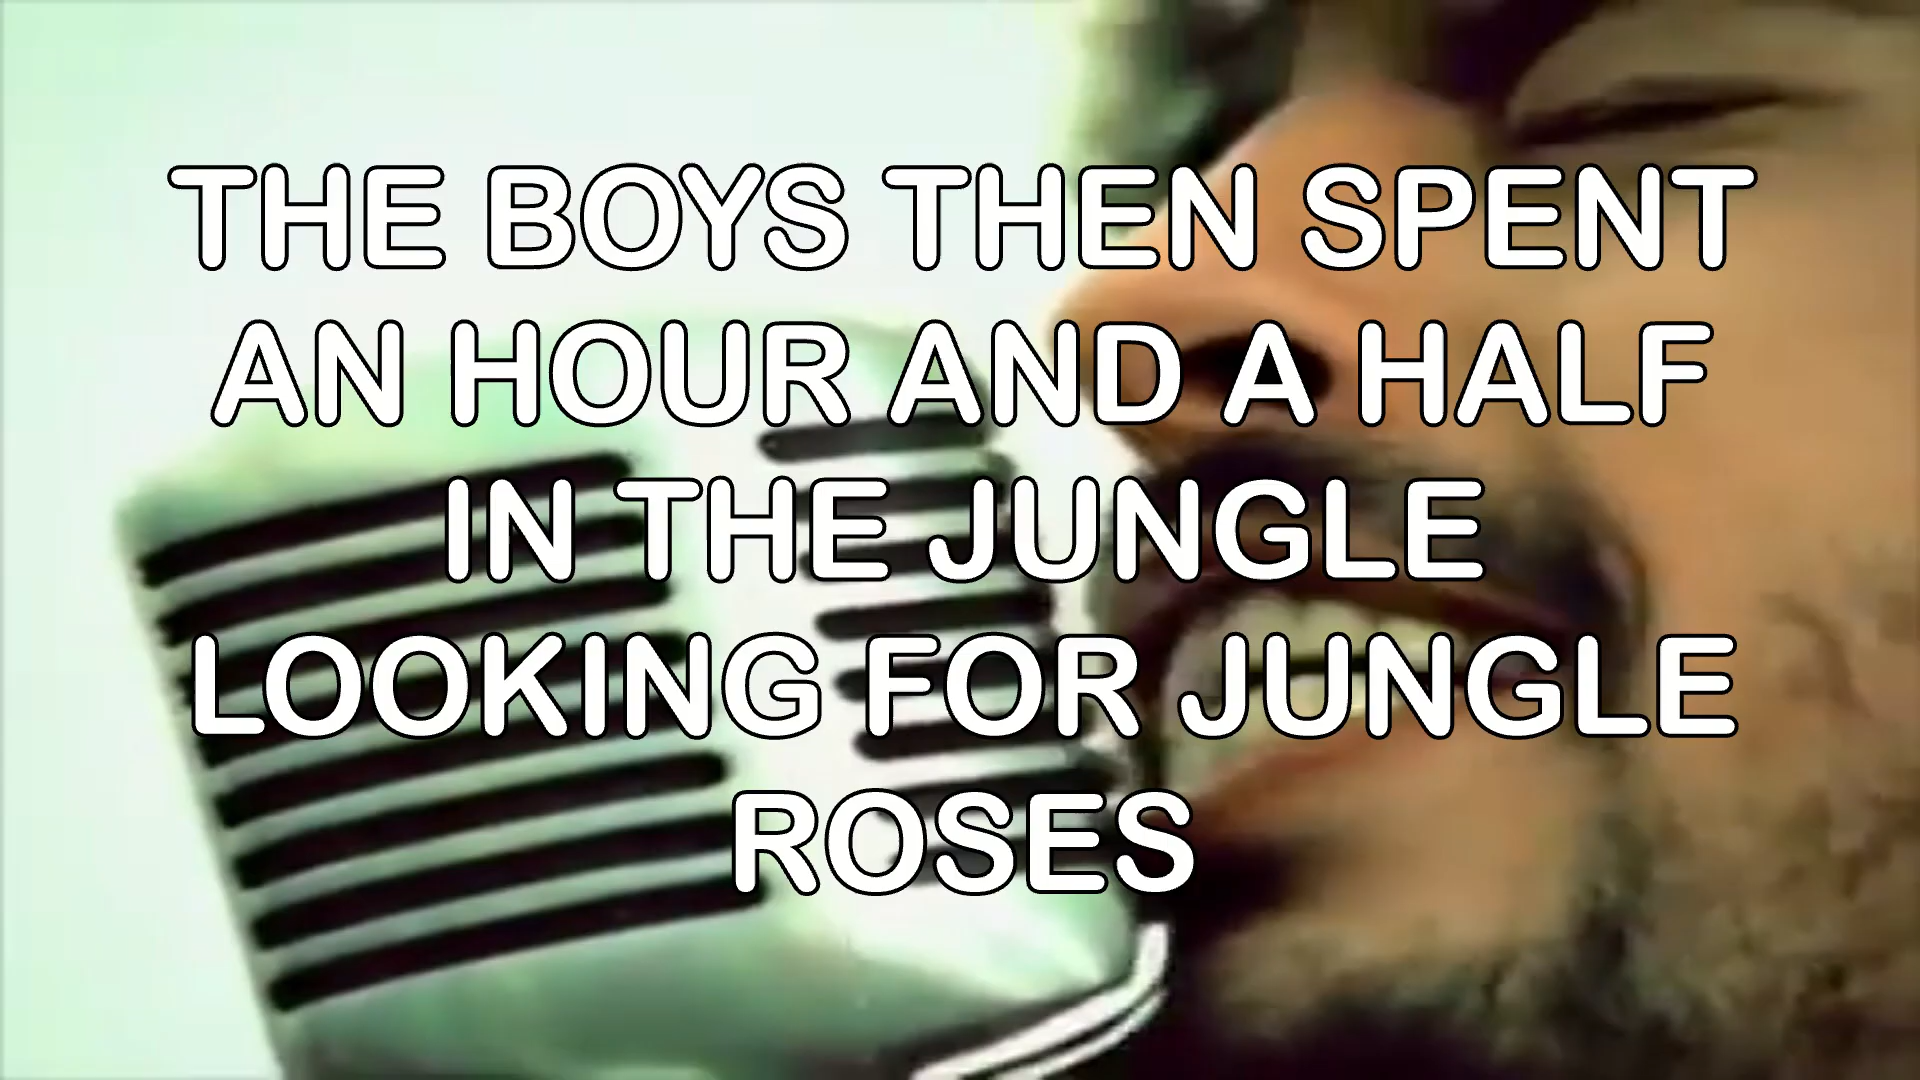 THE BOYS THEN SPENT
AN HOUR AND A HALF
IN THE JUNGLE
LOOKING FOR JUNGLE
ROSES